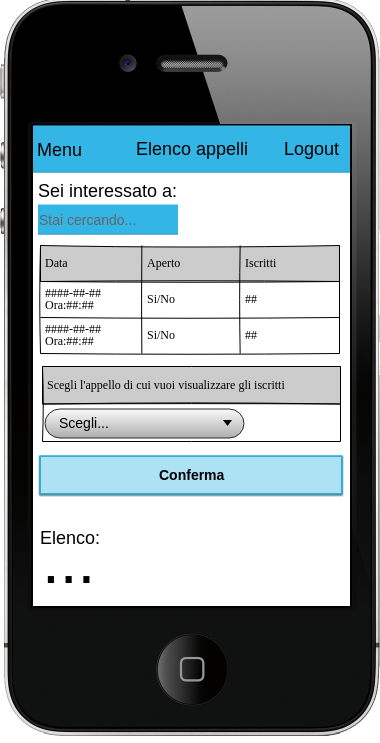 Menu Elenco appelli Logout
Sei interessato a:
Stai cercando...
Data Aperto Iscritti
####-##-##
Ora:##:## Si/No ##
####-##-##
Ora:##:## Si/No ##
Scegli l'appello di cui vuoi visualizzare gli iscritti
Scegli...
Conferma
Elenco:
...